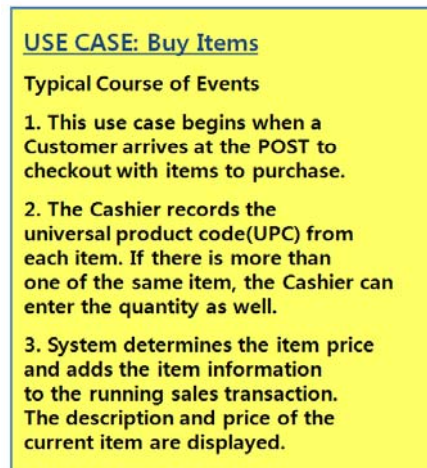 USE CASE: Buy Items
Typical Course of Events
1. This use case begins when a
Customer arrives at the POST to
checkout with items to purchase.
2. The Cashier records the
universal product code(UPC) from
each item. If there is more than
one of the same item, the Cashier can
enter the quantity as well.
3. System determines the item price
and adds the item information
to the running sales transaction.
The description and price of the
current item are displayed.